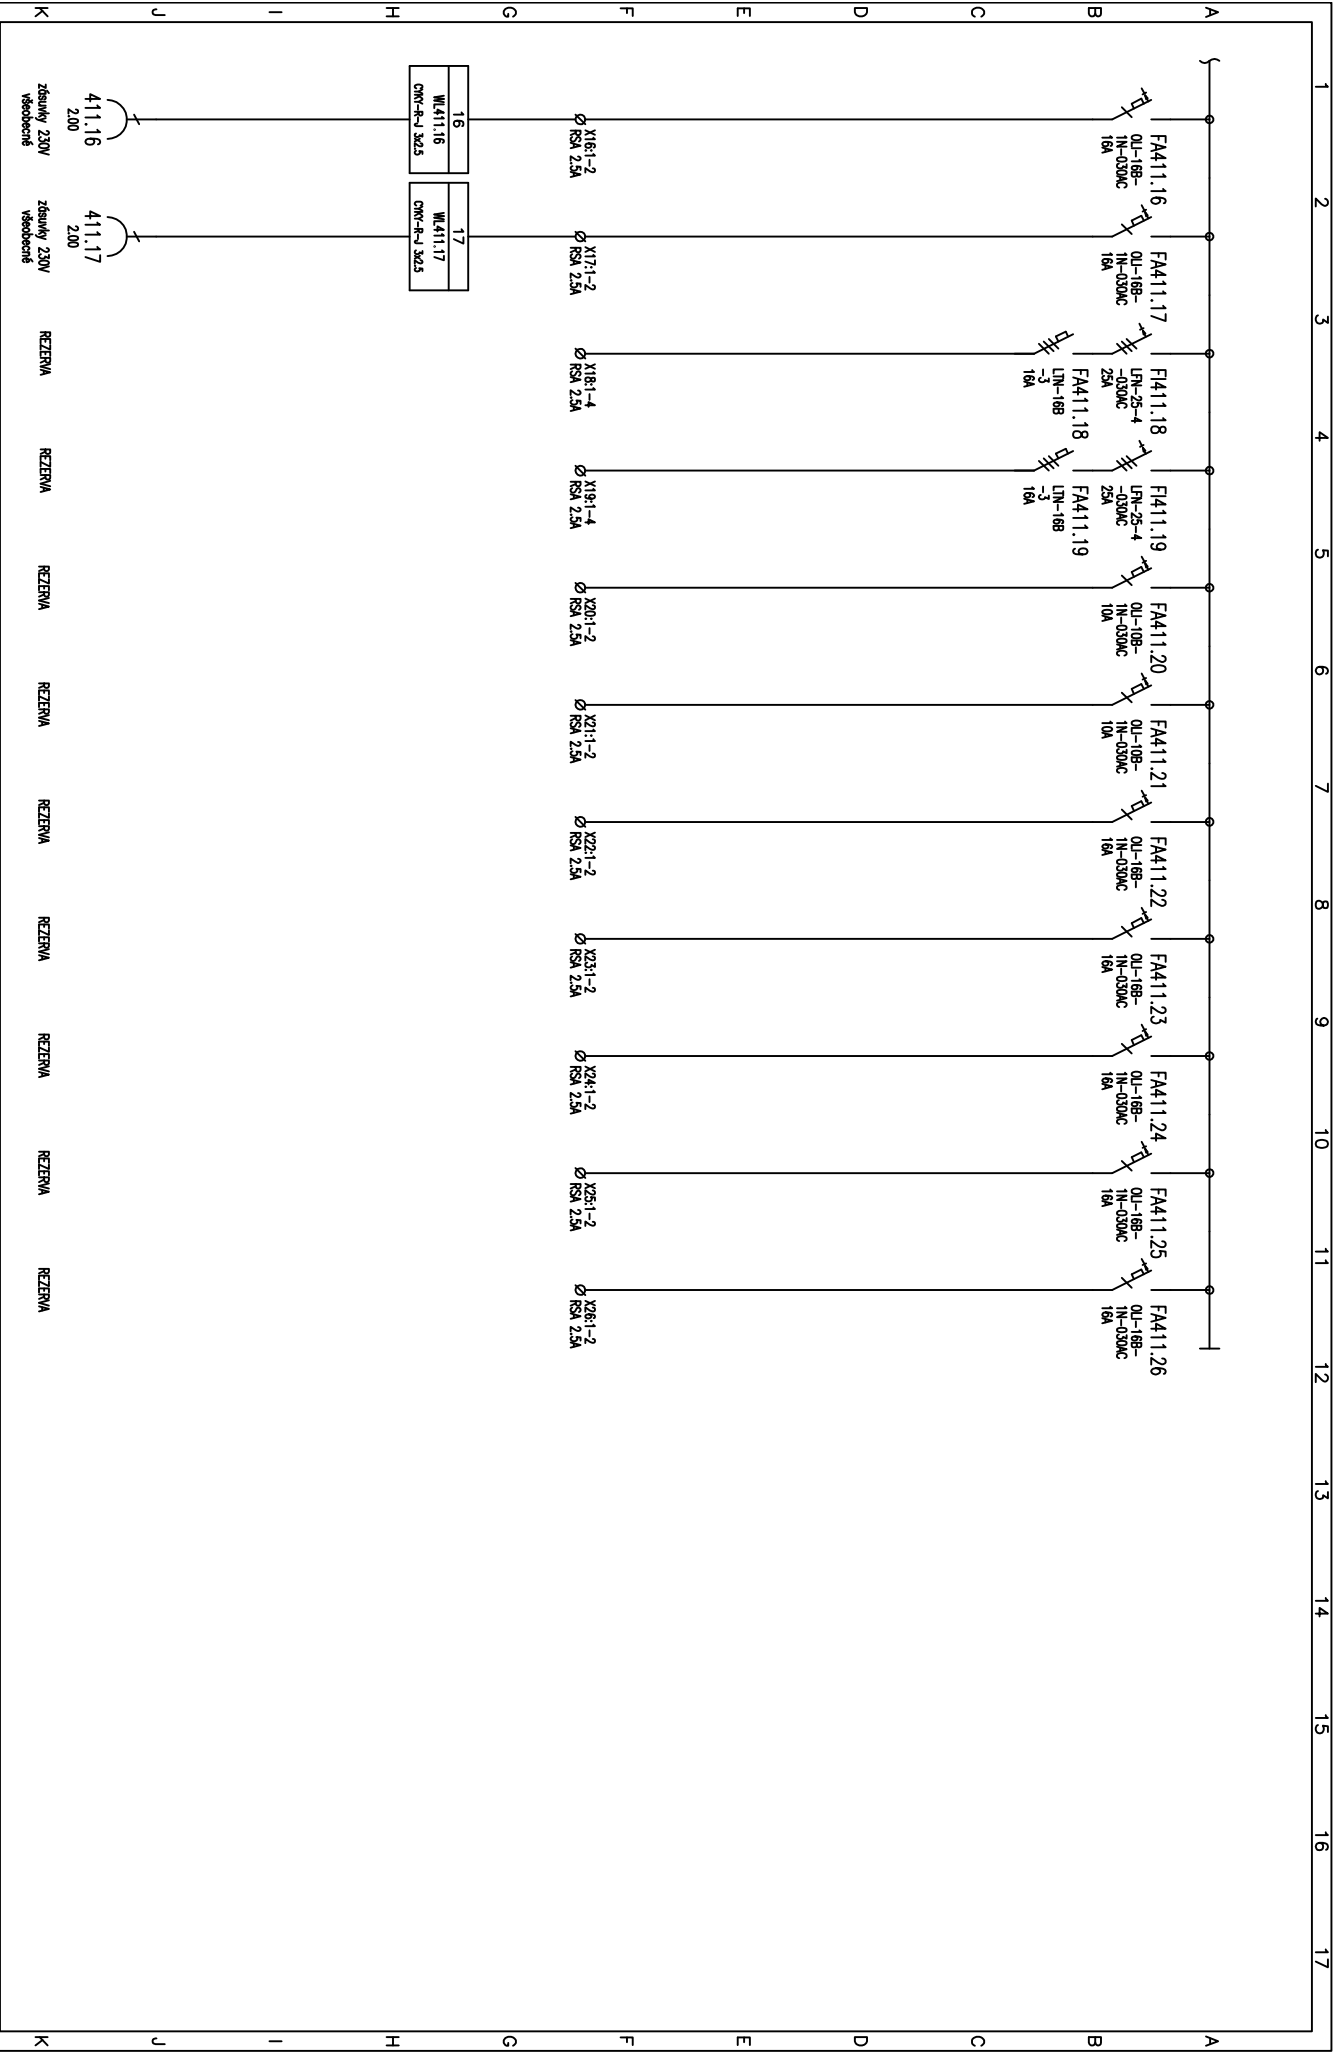 1
2
3
4
5
6
7
8
9
10
11
12
13
14
15
16
17
A
B
C
D
E
F
G
H
I
J
K
A
B
C
D
E
F
G
H
I
J
K
FA411.16
OLI-16B-
1N-030AC
16A
X16:1-2
RSA 2.5A
16
WL411.16
CYKY-R-J 3x2.5
411.16
2.00
zásuvky 230V
všeobecné
FA411.17
OLI-16B-
1N-030AC
16A
X17:1-2
RSA 2.5A
17
WL411.17
CYKY-R-J 3x2.5
411.17
2.00
zásuvky 230V
všeobecné
FI411.18
LFN-25-4
-030AC
25A
FA411.18
LTN-16B
-3
16A
X18:1-4
RSA 2.5A
REZERVA
FI411.19
LFN-25-4
-030AC
25A
FA411.19
LTN-16B
-3
16A
X19:1-4
RSA 2.5A
REZERVA
FA411.20
OLI-10B-
1N-030AC
10A
X20:1-2
RSA 2.5A
REZERVA
FA411.21
OLI-10B-
1N-030AC
10A
X21:1-2
RSA 2.5A
REZERVA
FA411.22
OLI-16B-
1N-030AC
16A
X22:1-2
RSA 2.5A
REZERVA
FA411.23
OLI-16B-
1N-030AC
16A
X23:1-2
RSA 2.5A
REZERVA
FA411.24
OLI-16B-
1N-030AC
16A
X24:1-2
RSA 2.5A
REZERVA
FA411.25
OLI-16B-
1N-030AC
16A
X25:1-2
RSA 2.5A
REZERVA
FA411.26
OLI-16B-
1N-030AC
16A
X26:1-2
RSA 2.5A
REZERVA